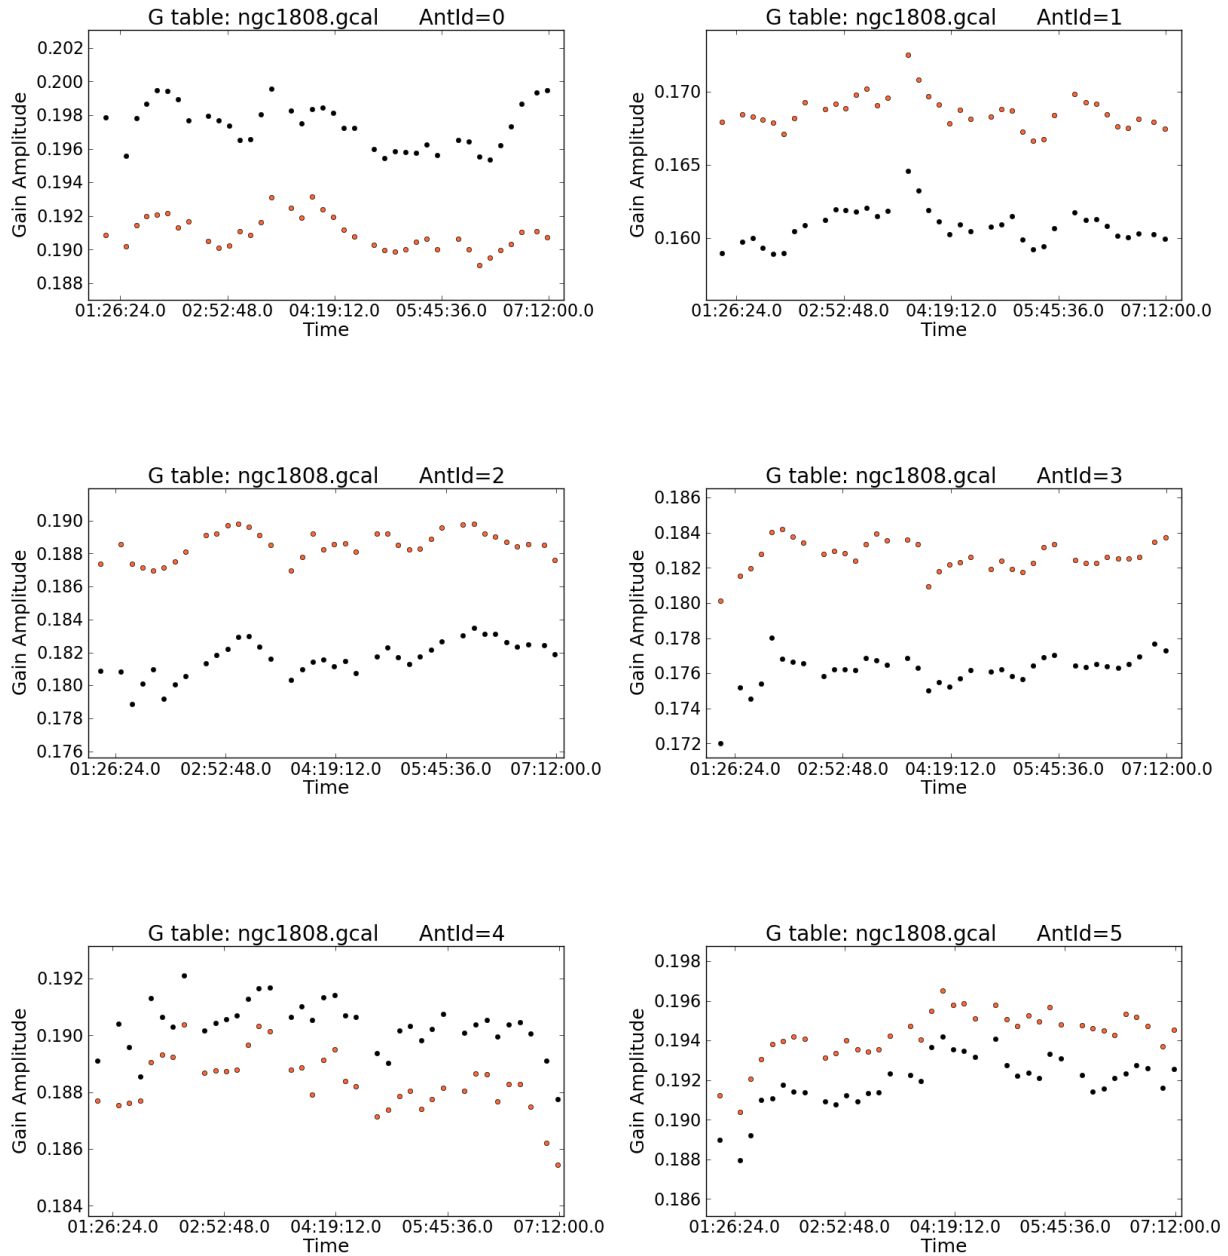 G table: ngc1808.gcal AntId=0
0.202
0.200
0.198
0.196
0.194
0.192
0.190
0.188
Gain Amplitude
01:26:24.0 02:52:48.0 04:19:12.0 05:45:36.0 07:12:00.0
Time
G table: ngc1808.gcal AntId=1
0.170
0.165
0.160
Gain Amplitude
01:26:24.0 02:52:48.0 04:19:12.0 05:45:36.0 07:12:00.0
Time
G table: ngc1808.gcal AntId=2
0.190
0.188
0.186
0.184
0.182
0.180
0.178
0.176
Gain Amplitude
01:26:24.0 02:52:48.0 04:19:12.0 05:45:36.0 07:12:00.0
Time
G table: ngc1808.gcal AntId=3
0.186
0.184
0.182
0.180
0.178
0.176
0.174
0.172
Gain Amplitude
01:26:24.0 02:52:48.0 04:19:12.0 05:45:36.0 07:12:00.0
Time
G table: ngc1808.gcal AntId=4
0.192
0.190
0.188
0.186
0.184
Gain Amplitude
01:26:24.0 02:52:48.0 04:19:12.0 05:45:36.0 07:12:00.0
Time
G table: ngc1808.gcal AntId=5
0.198
0.196
0.194
0.192
0.190
0.188
0.186
Gain Amplitude
01:26:24.0 02:52:48.0 04:19:12.0 05:45:36.0 07:12:00.0
Time